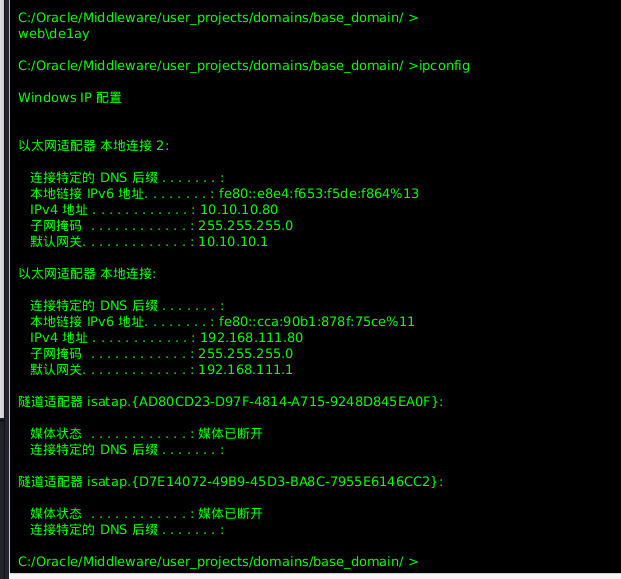 C:/Oracle/Middleware/user_projects/domains/base_domain/ >
web\de1ay
C:/Oracle/Middleware/user_projects/domains/base_domain/ >ipconfig
Windows IP 配置
以太网适配器 本地连接 2:
连接特定的 DNS 后缀 . . . . . . . :
本地链接 IPv6 地址. . . . . . . . : fe80::e8e4:f653:f5de:f864%13
IPv4 地址 . . . . . . . . . . . . : 10.10.10.80
子网掩码 . . . . . . . . . . . . : 255.255.255.0
默认网关. . . . . . . . . . . . . : 10.10.10.1
以太网适配器 本地连接:
连接特定的 DNS 后缀 . . . . . . . :
本地链接 IPv6 地址. . . . . . . . : fe80::cca:90b1:878f:75ce%11
IPv4 地址 . . . . . . . . . . . . : 192.168.111.80
子网掩码 . . . . . . . . . . . . : 255.255.255.0
默认网关. . . . . . . . . . . . . : 192.168.111.1
隧道适配器 isatap.{AD80CD23-D97F-4814-A715-9248D845EA0F}:
媒体状态 . . . . . . . . . . . . : 媒体已断开
连接特定的 DNS 后缀 . . . . . . . :
隧道适配器 isatap.{D7E14072-49B9-45D3-BA8C-7955E6146CC2}:
媒体状态 . . . . . . . . . . . . : 媒体已断开
连接特定的 DNS 后缀 . . . . . . . :
C:/Oracle/Middleware/user_projects/domains/base_domain/ >